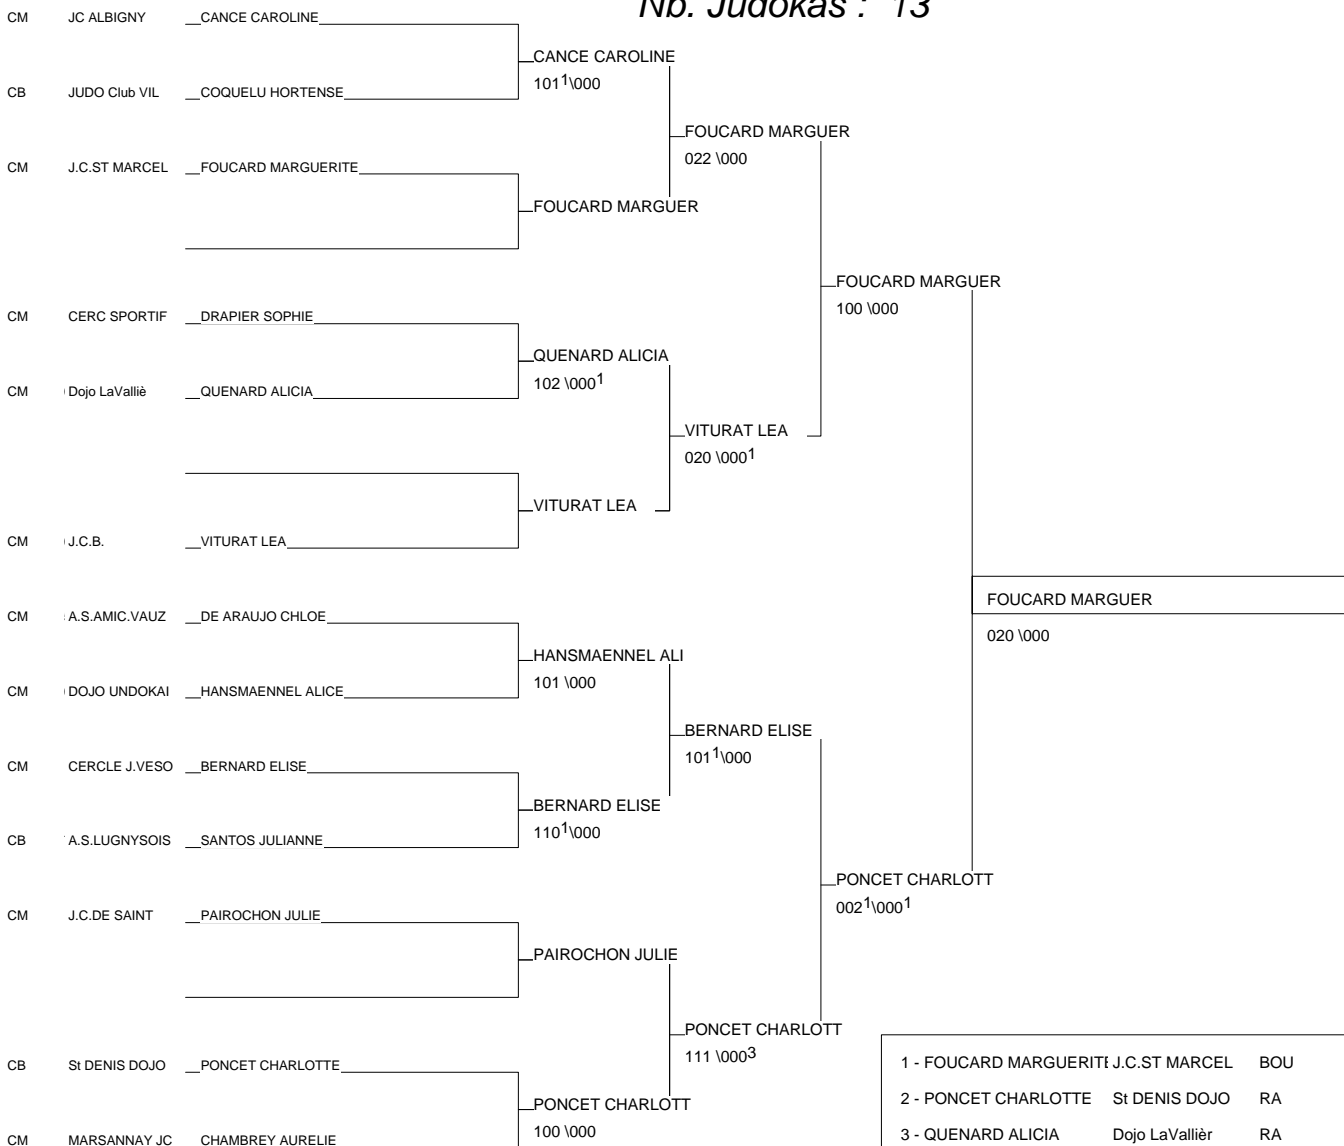 Nb. Judokas : 13
CM JC ALBIGNY CANCE CAROLINE
CANCE CAROLINE
101¹\000
CB JUDO Club VIL COQUELU HORTENSE
FOUCARD MARGUER
022 \000
CM J.C.ST MARCEL FOUCARD MARGUERITE
FOUCARD MARGUER
FOUCARD MARGUER
100 \000
CM CERC SPORTIF DRAPIER SOPHIE
QUENARD ALICIA
102 \000¹
CM Dojo LaValliè QUENARD ALICIA
VITURAT LEA
020 \000¹
VITURAT LEA
CM J.C.B. VITURAT LEA
FOUCARD MARGUER
020 \000
CM A.S.AMIC.VAUZ DE ARAUJO CHLOE
HANSMAENNEL ALI
101 \000
CM DOJO UNDOKAI HANSMAENNEL ALICE
BERNARD ELISE
101¹\000
CM CERCLE J.VESO BERNARD ELISE
BERNARD ELISE
110¹\000
CB A.S.LUGNYSOIS SANTOS JULIANNE
PONCET CHARLOTT
002¹\000¹
CM J.C.DE SAINT PAIROCHON JULIE
PAIROCHON JULIE
PONCET CHARLOTT
111 \000³
CB St DENIS DOJO PONCET CHARLOTTE
PONCET CHARLOTT
100 \000
CM MARSANNAY JC CHAMBREY AURELIE
1 - FOUCARD MARGUERITE J.C.ST MARCEL BOU
2 - PONCET CHARLOTTE St DENIS DOJO RA
3 - QUENARD ALICIA Dojo LaVallièr RA